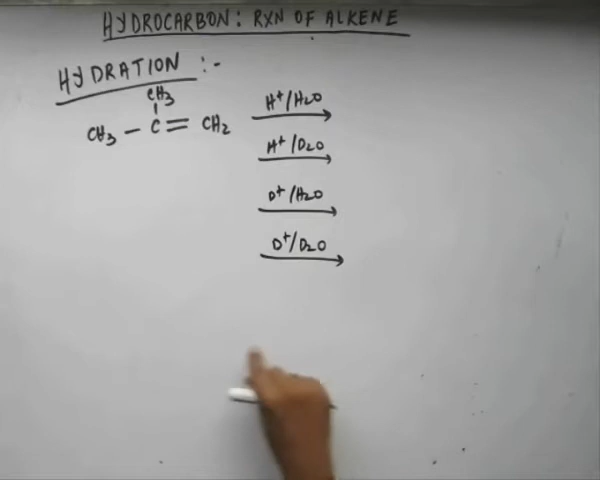 HYDROCARBON: RXN OF ALKENE
HYDRATION :-
CH3
CH3 — C = CH2
H+/H2O
H+/D2O
D+/H2O
D+/D2O